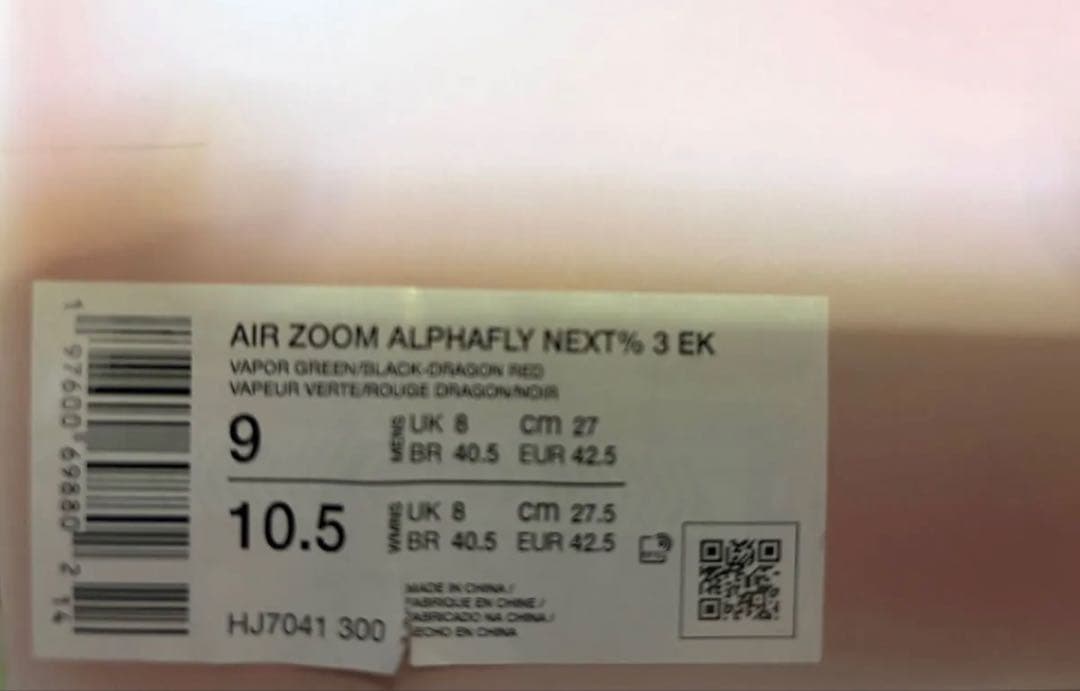 AIR ZOOM ALPHAFLY NEXT% 3 EK
VAPOR GREEN/BLACK-DRAGON RED
VAPEUR VERTE/ROUGE DRAGON/NOIR
9 MENS UK 8 CM 27
BR 40.5 EUR 42.5
10.5 WMNS UK 8 CM 27.5
BR 40.5 EUR 42.5
MADE IN CHINA /
FABRIQUE EN CHINE /
FABRICADO NA CHINA /
HECHO EN CHINA
HJ7041 300
1 97600 69880 2 14